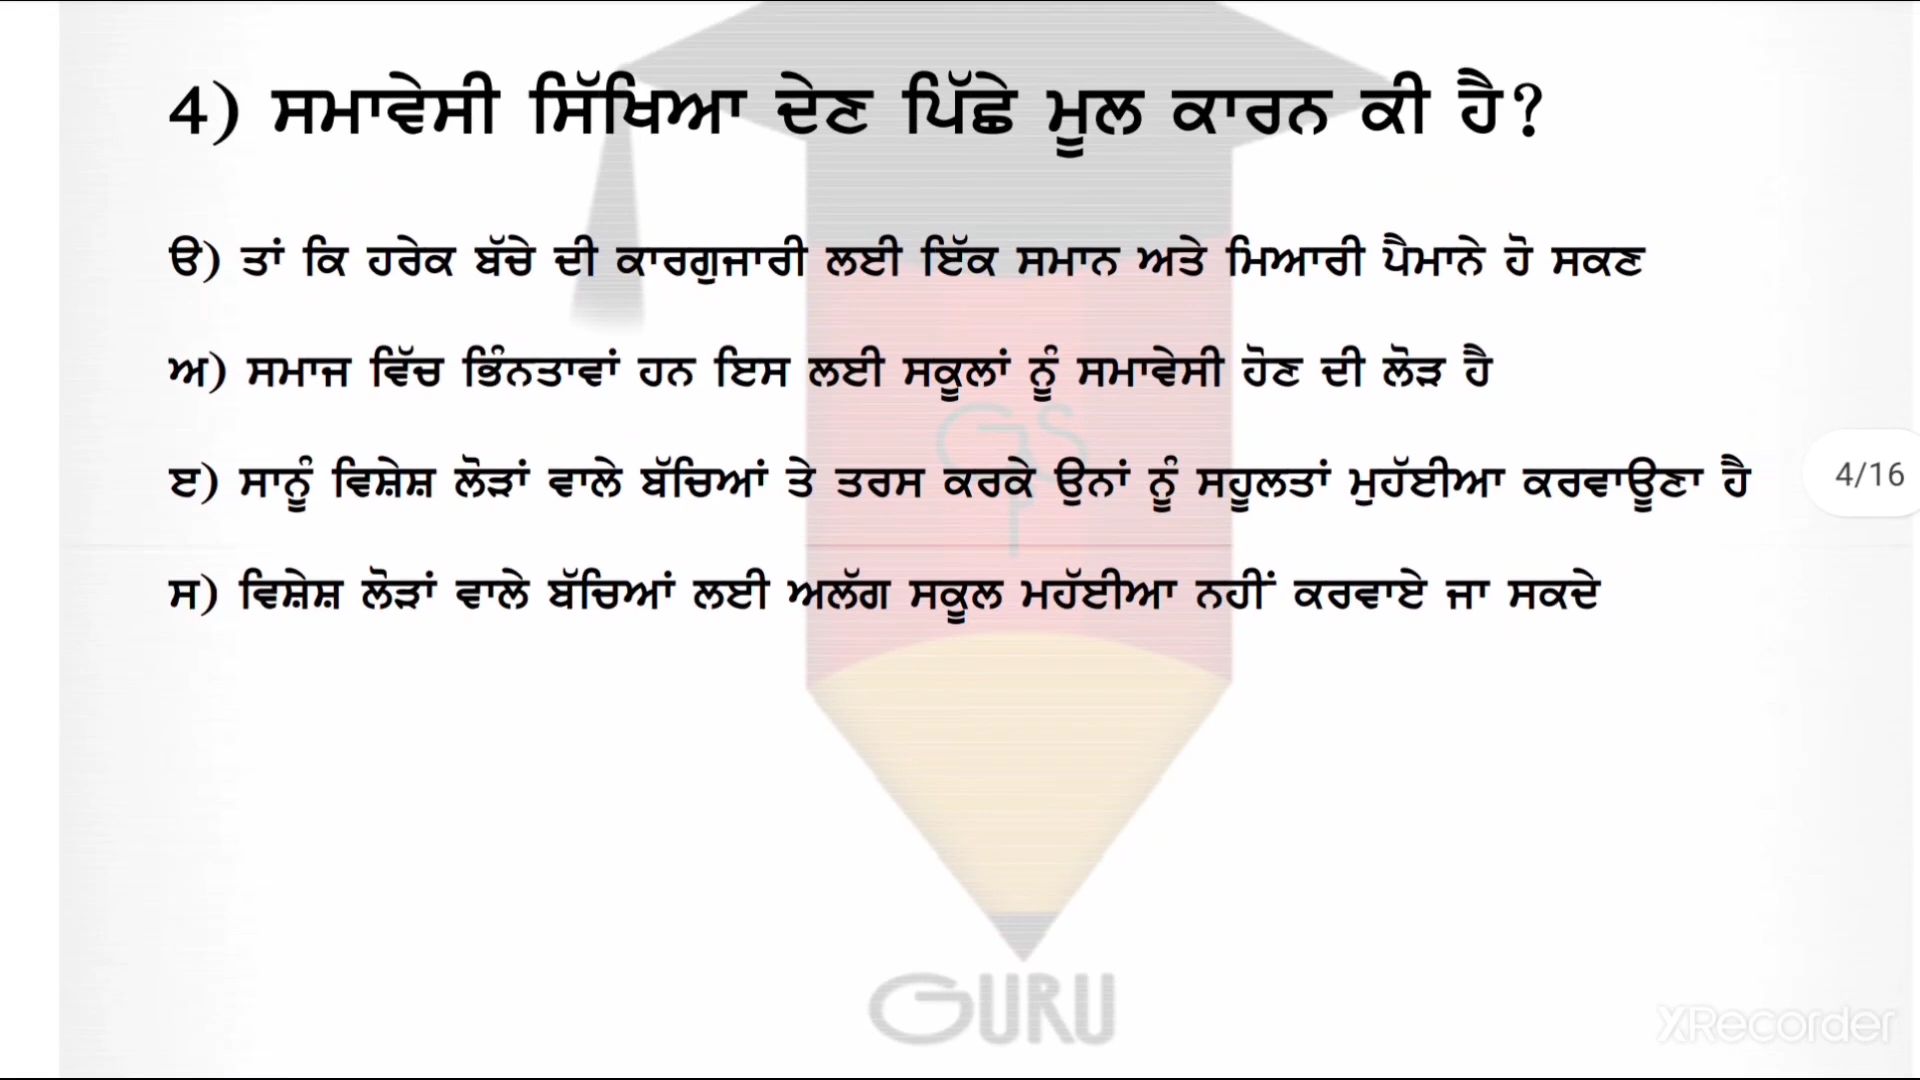 4) ਸਮਾਵੇਸੀ ਸਿੱਖਿਆ ਦੇਣ ਪਿੱਛੇ ਮੂਲ ਕਾਰਨ ਕੀ ਹੈ?
ੳ) ਤਾਂ ਕਿ ਹਰੇਕ ਬੱਚੇ ਦੀ ਕਾਰਗੁਜਾਰੀ ਲਈ ਇੱਕ ਸਮਾਨ ਅਤੇ ਮਿਆਰੀ ਪੈਮਾਨੇ ਹੋ ਸਕਣ
ਅ) ਸਮਾਜ ਵਿੱਚ ਭਿੰਨਤਾਵਾਂ ਹਨ ਇਸ ਲਈ ਸਕੂਲਾਂ ਨੂੰ ਸਮਾਵੇਸੀ ਹੋਣ ਦੀ ਲੋੜ ਹੈ
ੲ) ਸਾਨੂੰ ਵਿਸ਼ੇਸ਼ ਲੋੜਾਂ ਵਾਲੇ ਬੱਚਿਆਂ ਤੇ ਤਰਸ ਕਰਕੇ ਉਨਾਂ ਨੂੰ ਸਹੂਲਤਾਂ ਮੁਹੱਈਆ ਕਰਵਾਊਣਾ ਹੈ
4/16
ਸ) ਵਿਸ਼ੇਸ਼ ਲੋੜਾਂ ਵਾਲੇ ਬੱਚਿਆਂ ਲਈ ਅਲੱਗ ਸਕੂਲ ਮਹੱਈਆ ਨਹੀਂ ਕਰਵਾਏ ਜਾ ਸਕਦੇ
GURU
XRecorder